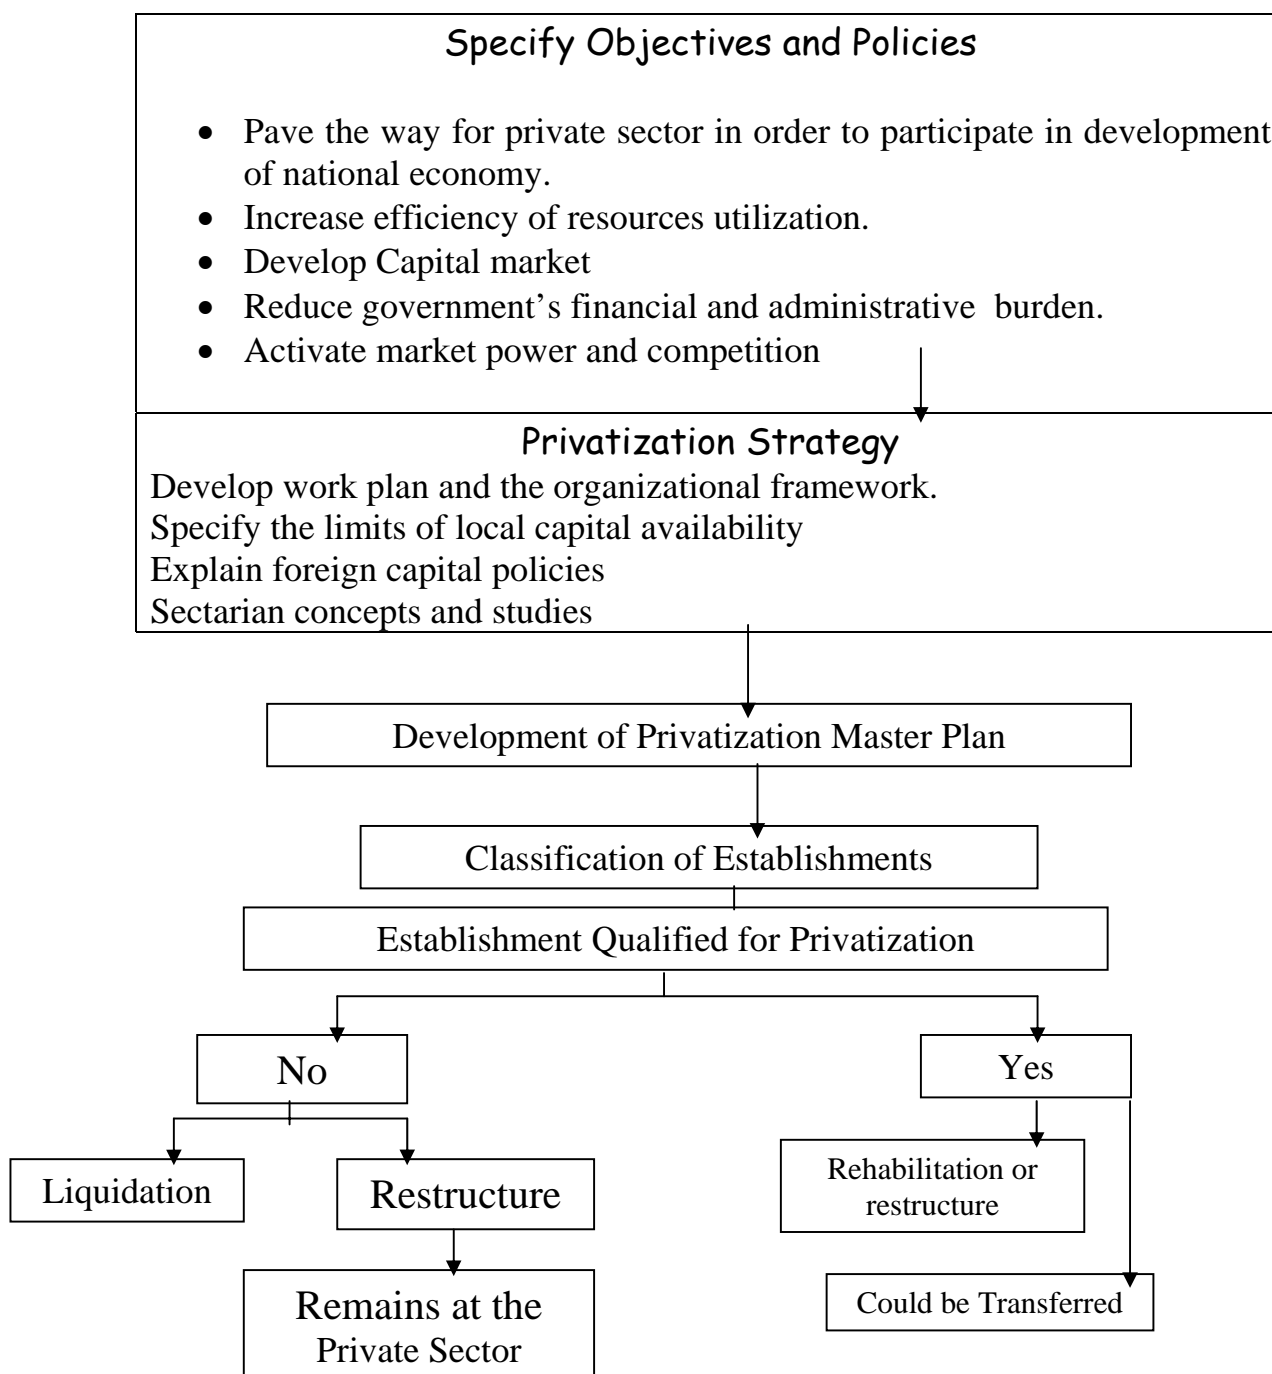 Specify Objectives and Policies
• Pave the way for private sector in order to participate in development
of national economy.
• Increase efficiency of resources utilization.
• Develop Capital market
• Reduce government’s financial and administrative burden.
• Activate market power and competition
Privatization Strategy
Develop work plan and the organizational framework.
Specify the limits of local capital availability
Explain foreign capital policies
Sectarian concepts and studies
Development of Privatization Master Plan
Classification of Establishments
Establishment Qualified for Privatization
No
Yes
Liquidation
Restructure
Rehabilitation or
restructure
Remains at the
Private Sector
Could be Transferred